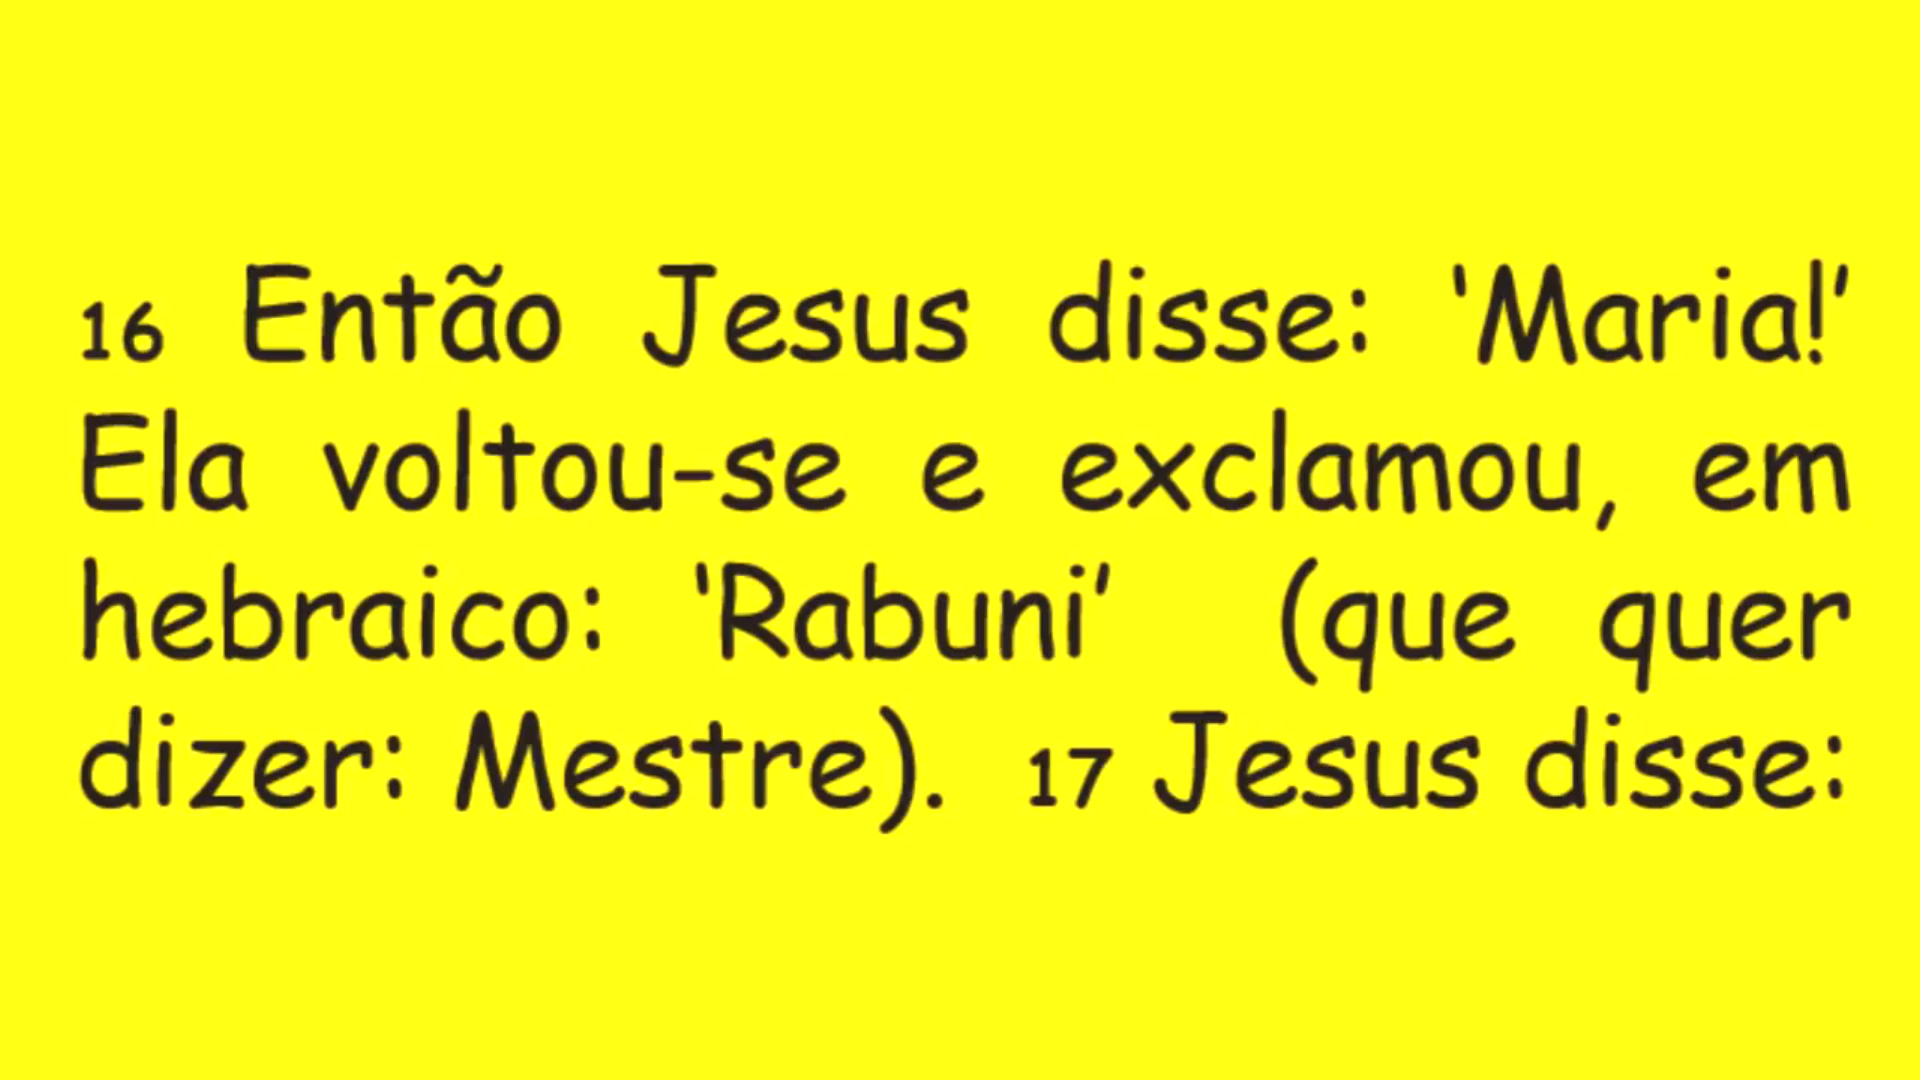 16 Então Jesus disse: ‘Maria!’
Ela voltou-se e exclamou, em
hebraico: ‘Rabuni’ (que quer
dizer: Mestre). 17 Jesus disse: